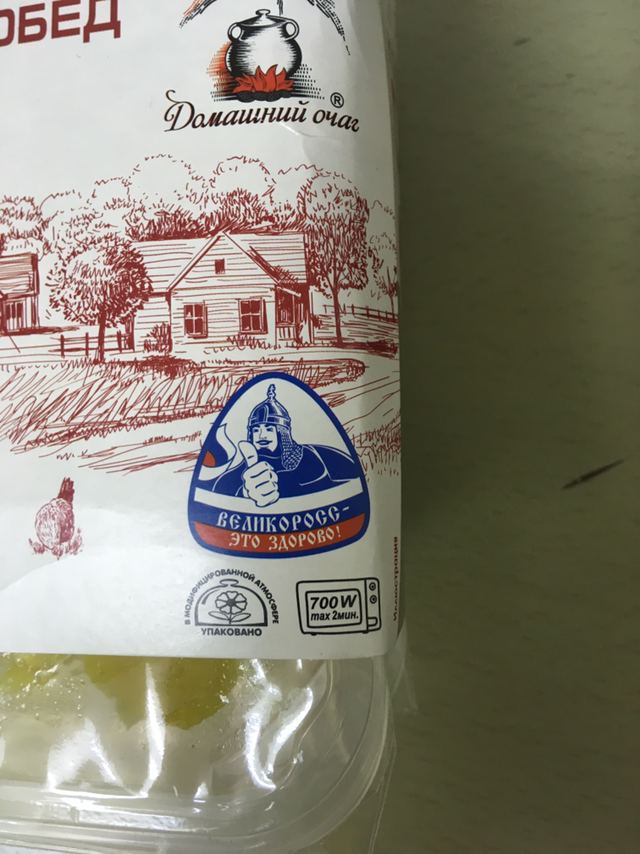 ОБЕД
®
Домашний очаг
ВЕЛИКОРОСС-
ЭТО ЗДОРОВО!
В МОДИФИЦИРОВАННОЙ АТМОСФЕРЕ
УПАКОВАНО
700W
max 2мин.
Иллюстрация